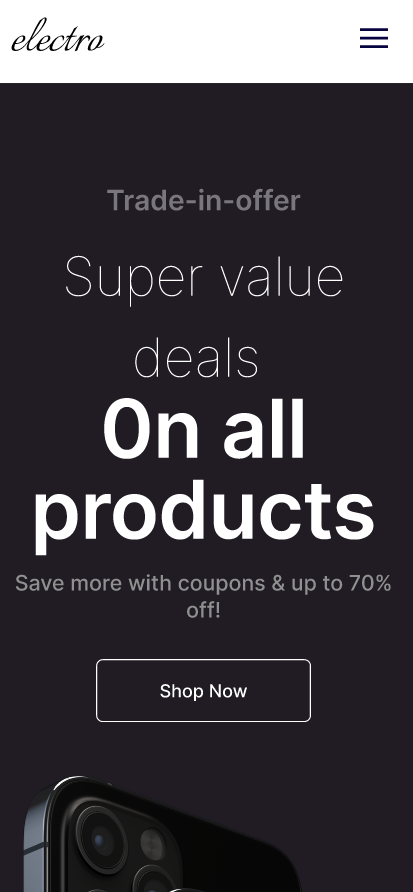 electro
Trade-in-offer
Super value
deals
0n all
products
Save more with coupons & up to 70%
off!
Shop Now